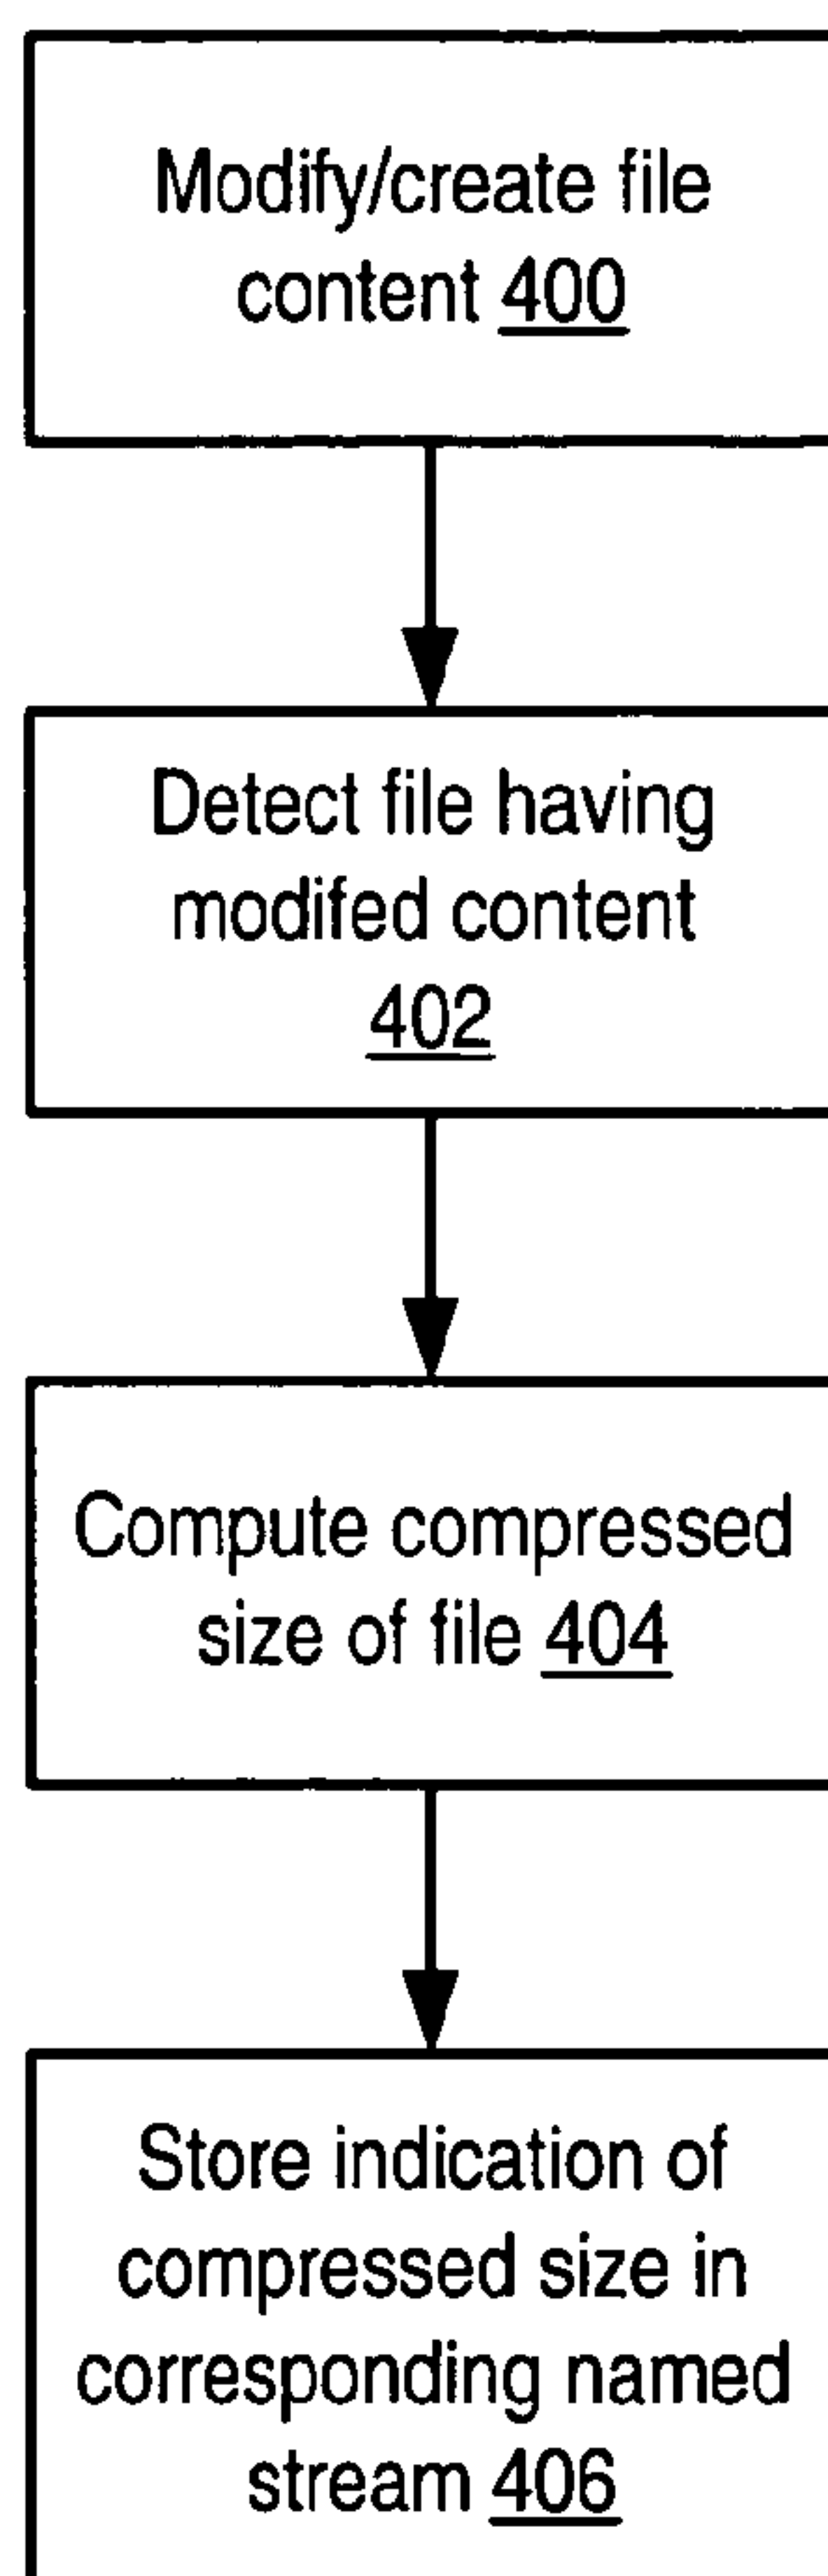 Modify/create file
content 400
Detect file having
modifed content
402
Compute compressed
size of file 404
Store indication of
compressed size in
corresponding named
stream 406